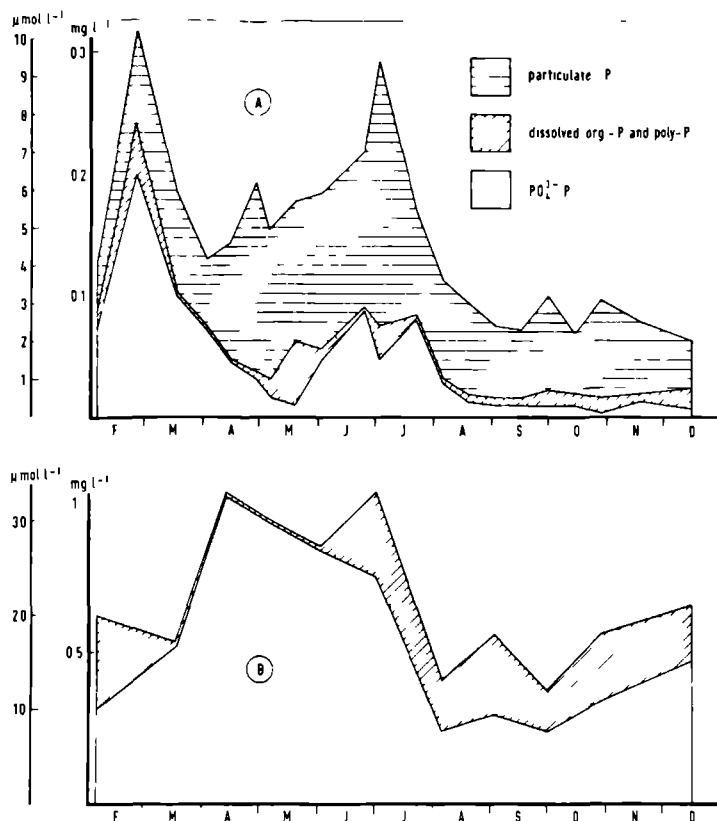 μmol l⁻¹ mg l⁻¹
10
9
8
7
6
5
4
3
2
1
0.3
0.2
0.1
A
particulate P
dissolved org-P and poly-P
PO₄³⁻ P
F M A M J J A S O N D
μmol l⁻¹ mg l⁻¹
30
20
10
1
0.5
B
F M A M J J A S O N D